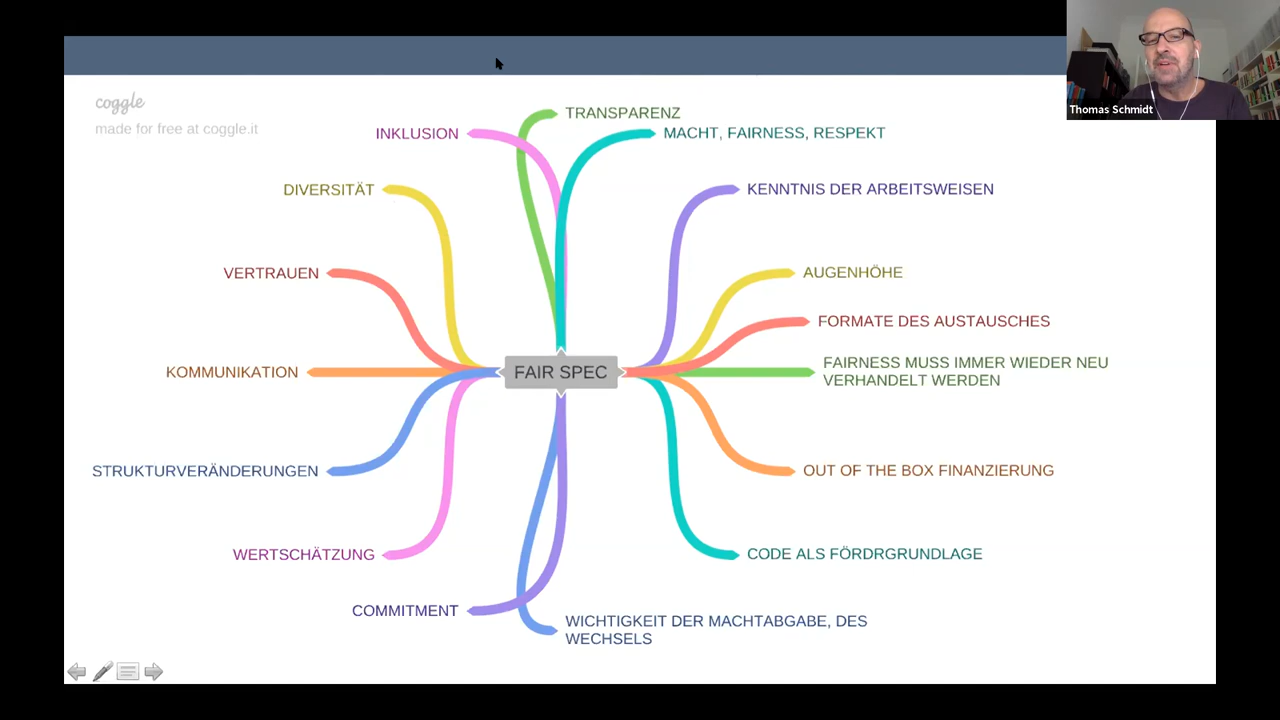 coggle
made for free at coggle.it
Thomas Schmidt
TRANSPARENZ
INKLUSION
MACHT, FAIRNESS, RESPEKT
DIVERSITÄT
KENNTNIS DER ARBEITSWEISEN
VERTRAUEN
AUGENHÖHE
FORMATE DES AUSTAUSCHES
KOMMUNIKATION
FAIR SPEC
FAIRNESS MUSS IMMER WIEDER NEU
VERHANDELT WERDEN
STRUKTURVERÄNDERUNGEN
OUT OF THE BOX FINANZIERUNG
WERTSCHÄTZUNG
CODE ALS FÖRDRGRUNDLAGE
COMMITMENT
WICHTIGKEIT DER MACHTABGABE, DES
WECHSELS